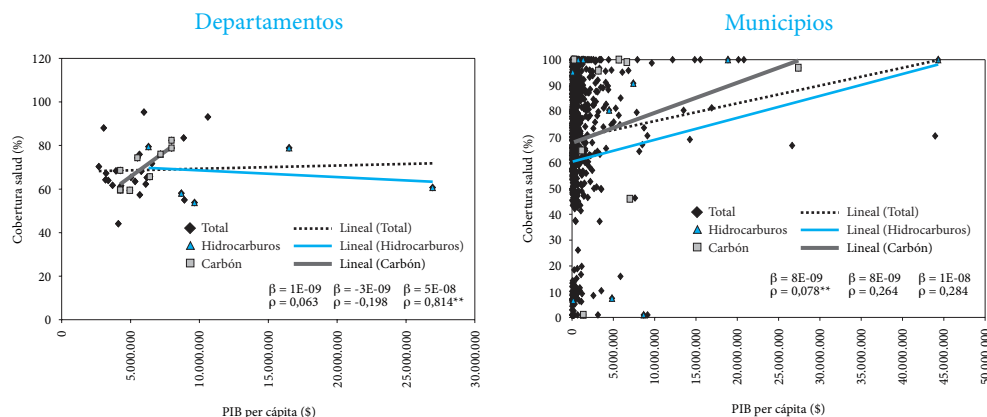 Departamentos
Cobertura salud (%)
120
100
80
60
40
20
0
Total
Hidrocarburos
Carbón
Lineal (Total)
Lineal (Hidrocarburos)
Lineal (Carbón)
β = 1E-09 β = -3E-09 β = 5E-08
ρ = 0,063 ρ = -0,198 ρ = 0,814**
0
5.000.000
10.000.000
15.000.000
20.000.000
25.000.000
30.000.000
PIB per cápita ($)
Municipios
Cobertura salud (%)
100
90
80
70
60
50
40
30
20
10
0
Total
Hidrocarburos
Carbón
Lineal (Total)
Lineal (Hidrocarburos)
Lineal (Carbón)
β = 8E-09 β = 8E-09 β = 1E-08
ρ = 0,078** ρ = 0,264 ρ = 0,284
0
5.000.000
10.000.000
15.000.000
20.000.000
25.000.000
30.000.000
35.000.000
40.000.000
45.000.000
50.000.000
PIB per cápita ($)